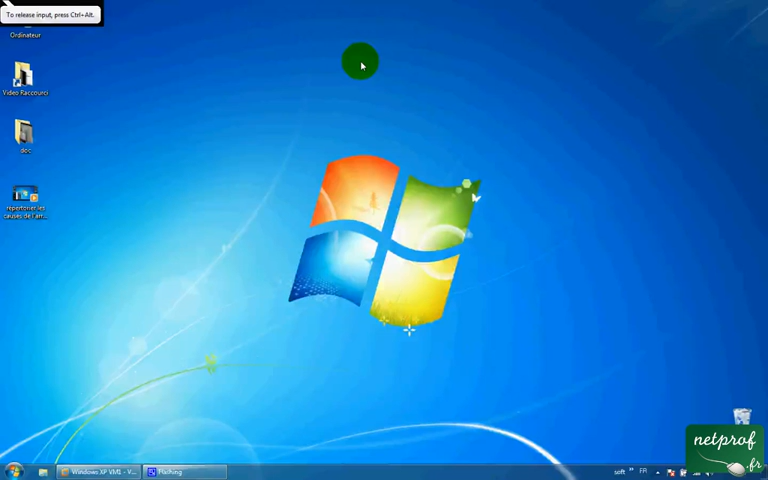 To release input, press Ctrl+Alt.
Ordinateur
Video Raccourci
doc
repertorier les
causes de l'arr...
Windows XP VM1 - V...
Flashing
soft
FR
netprof
.fr